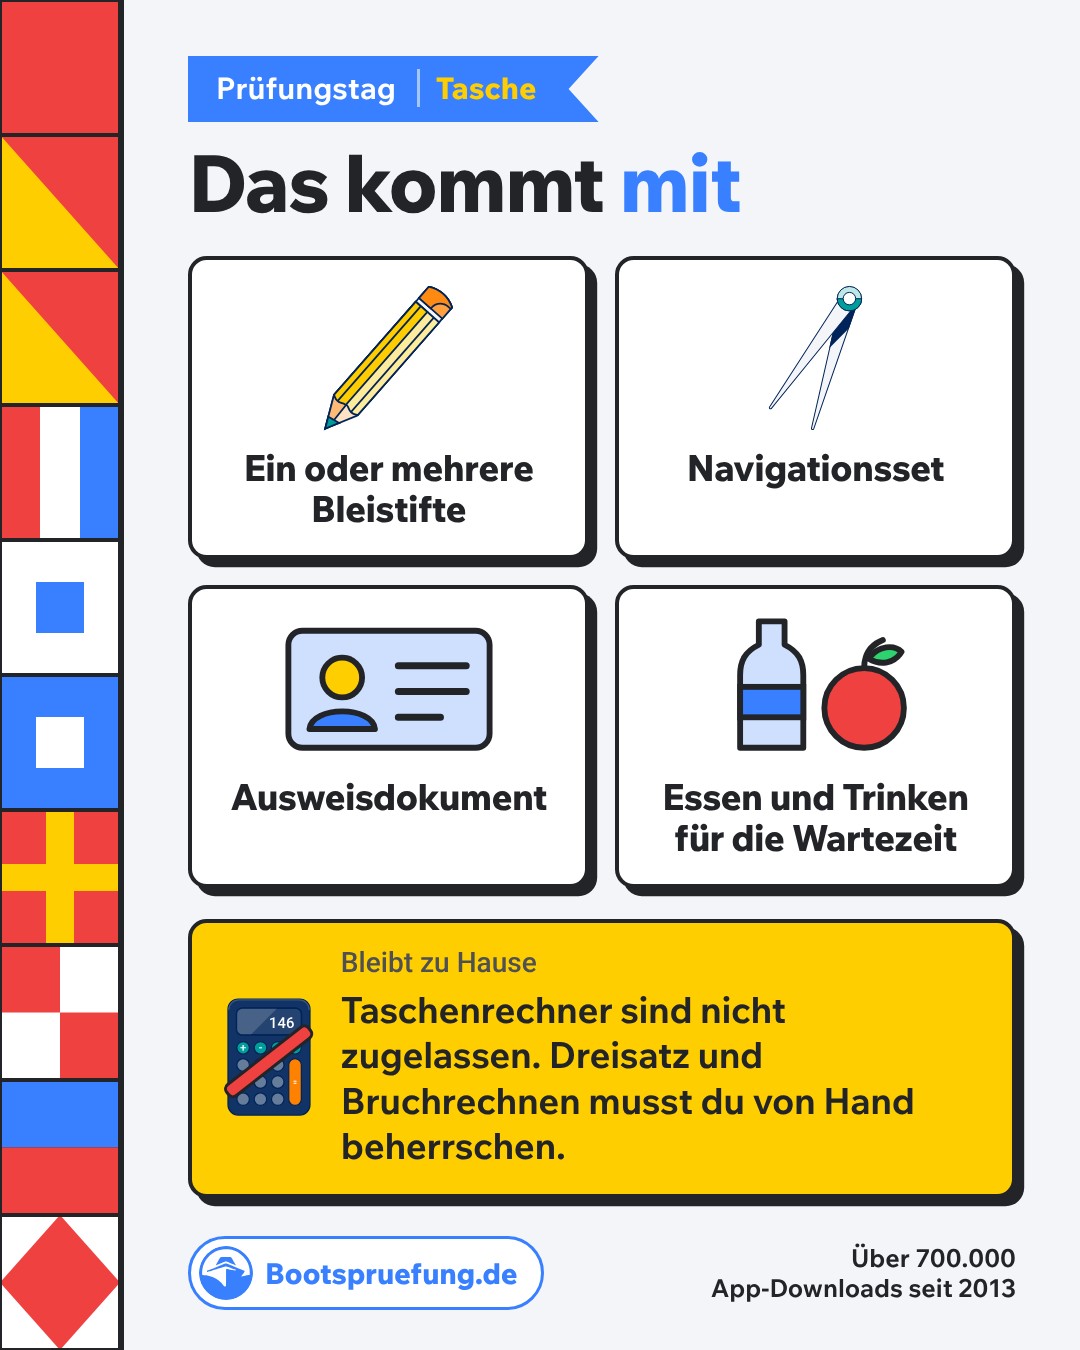 Prüfungstag | Tasche
Das kommt mit
Ein oder mehrere
Bleistifte
Navigationsset
Ausweisdokument
Essen und Trinken
für die Wartezeit
Bleibt zu Hause
146
+ -
=
Taschenrechner sind nicht
zugelassen. Dreisatz und
Bruchrechnen musst du von Hand
beherrschen.
Bootspruefung.de
Über 700.000
App-Downloads seit 2013